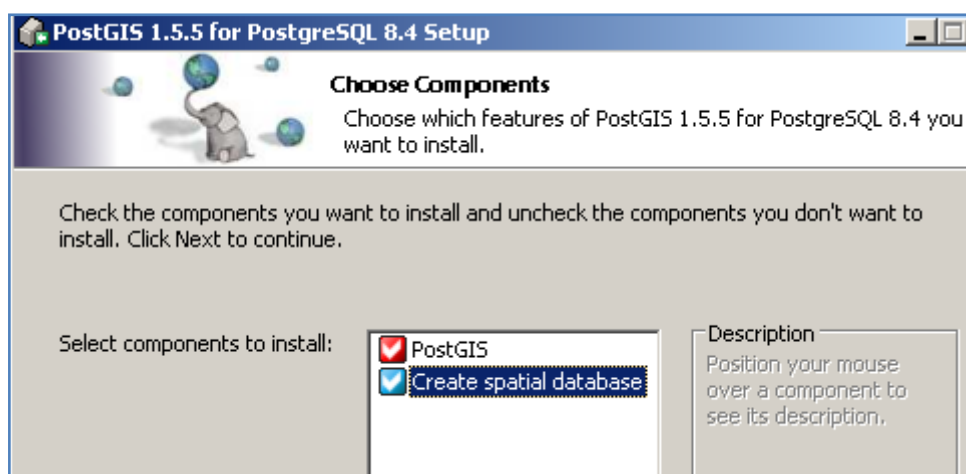 PostGIS 1.5.5 for PostgreSQL 8.4 Setup
Choose Components
Choose which features of PostGIS 1.5.5 for PostgreSQL 8.4 you
want to install.
Check the components you want to install and uncheck the components you don't want to
install. Click Next to continue.
Select components to install:
PostGIS
Create spatial database
Description
Position your mouse
over a component to
see its description.